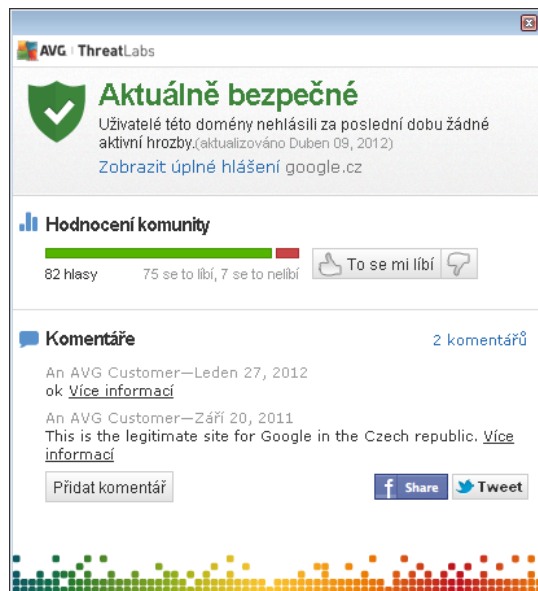 AVG ThreatLabs
Aktuálně bezpečné
Uživatelé této domény nehlásili za poslední dobu žádné
aktivní hrozby.(aktualizováno Duben 09, 2012)
Zobrazit úplné hlášení google.cz
Hodnocení komunity
82 hlasy 75 se to líbí, 7 se to nelíbí
To se mi líbí
Komentáře
2 komentářů
An AVG Customer—Leden 27, 2012
ok Více informací
An AVG Customer—Září 20, 2011
This is the legitimate site for Google in the Czech republic. Více
informací
Přidat komentář
f Share
Tweet